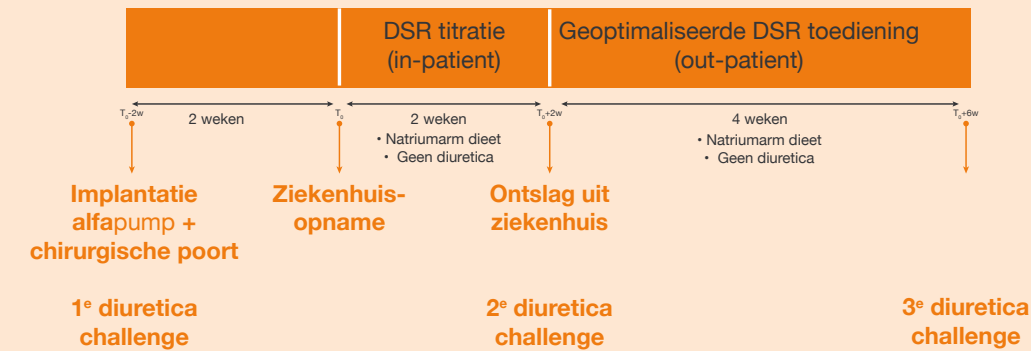 DSR titratie
(in-patient)
Geoptimaliseerde DSR toediening
(out-patient)
T₀-2w
2 weken
T₀
2 weken
• Natriumarm dieet
• Geen diuretica
T₀+2w
4 weken
• Natriumarm dieet
• Geen diuretica
T₀+6w
Implantatie
alfapump +
chirurgische poort
Ziekenhuis-
opname
Ontslag uit
ziekenhuis
1ᵉ diuretica
challenge
2ᵉ diuretica
challenge
3ᵉ diuretica
challenge